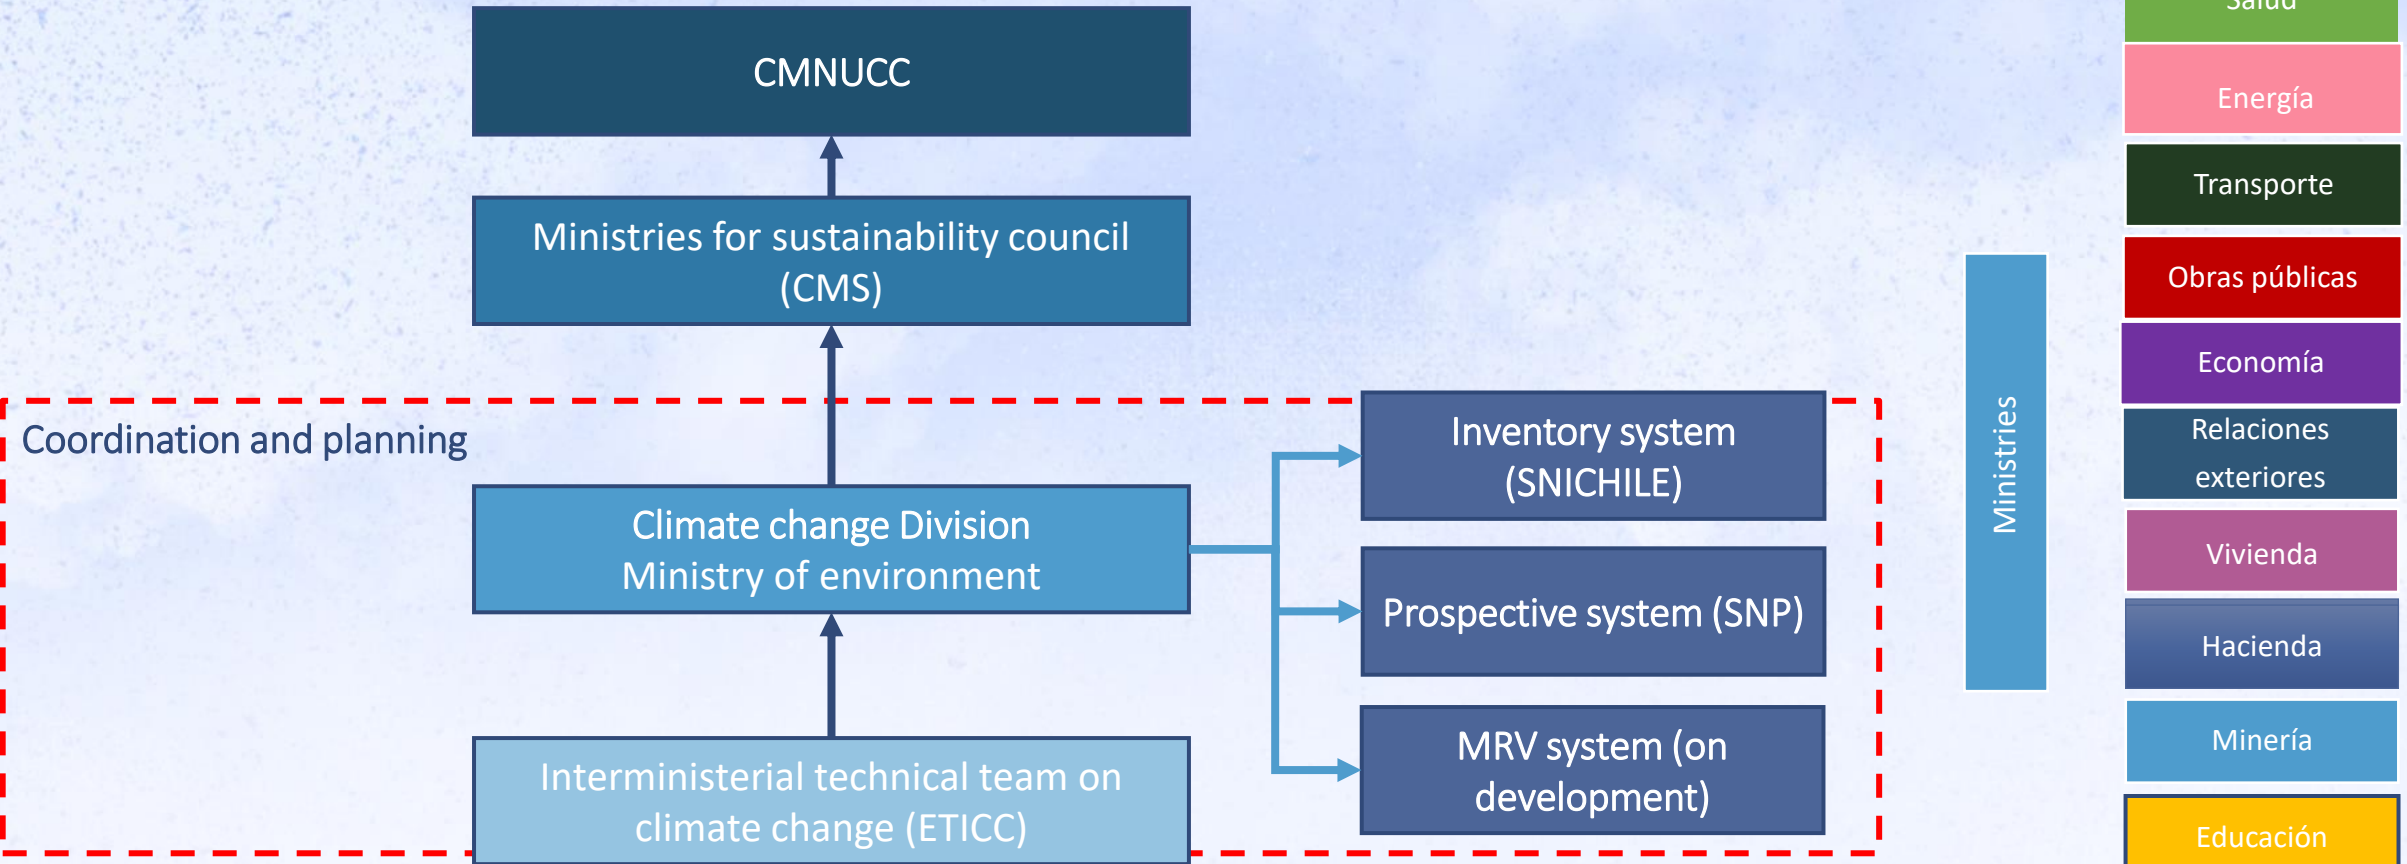 CMNUCC
Ministries for sustainability council
(CMS)
Coordination and planning
Climate change Division
Ministry of environment
Interministerial technical team on
climate change (ETICC)
Inventory system
(SNICHILE)
Prospective system (SNP)
MRV system (on
development)
Ministries
Salud
Energía
Transporte
Obras públicas
Economía
Relaciones
exteriores
Vivienda
Hacienda
Minería
Educación